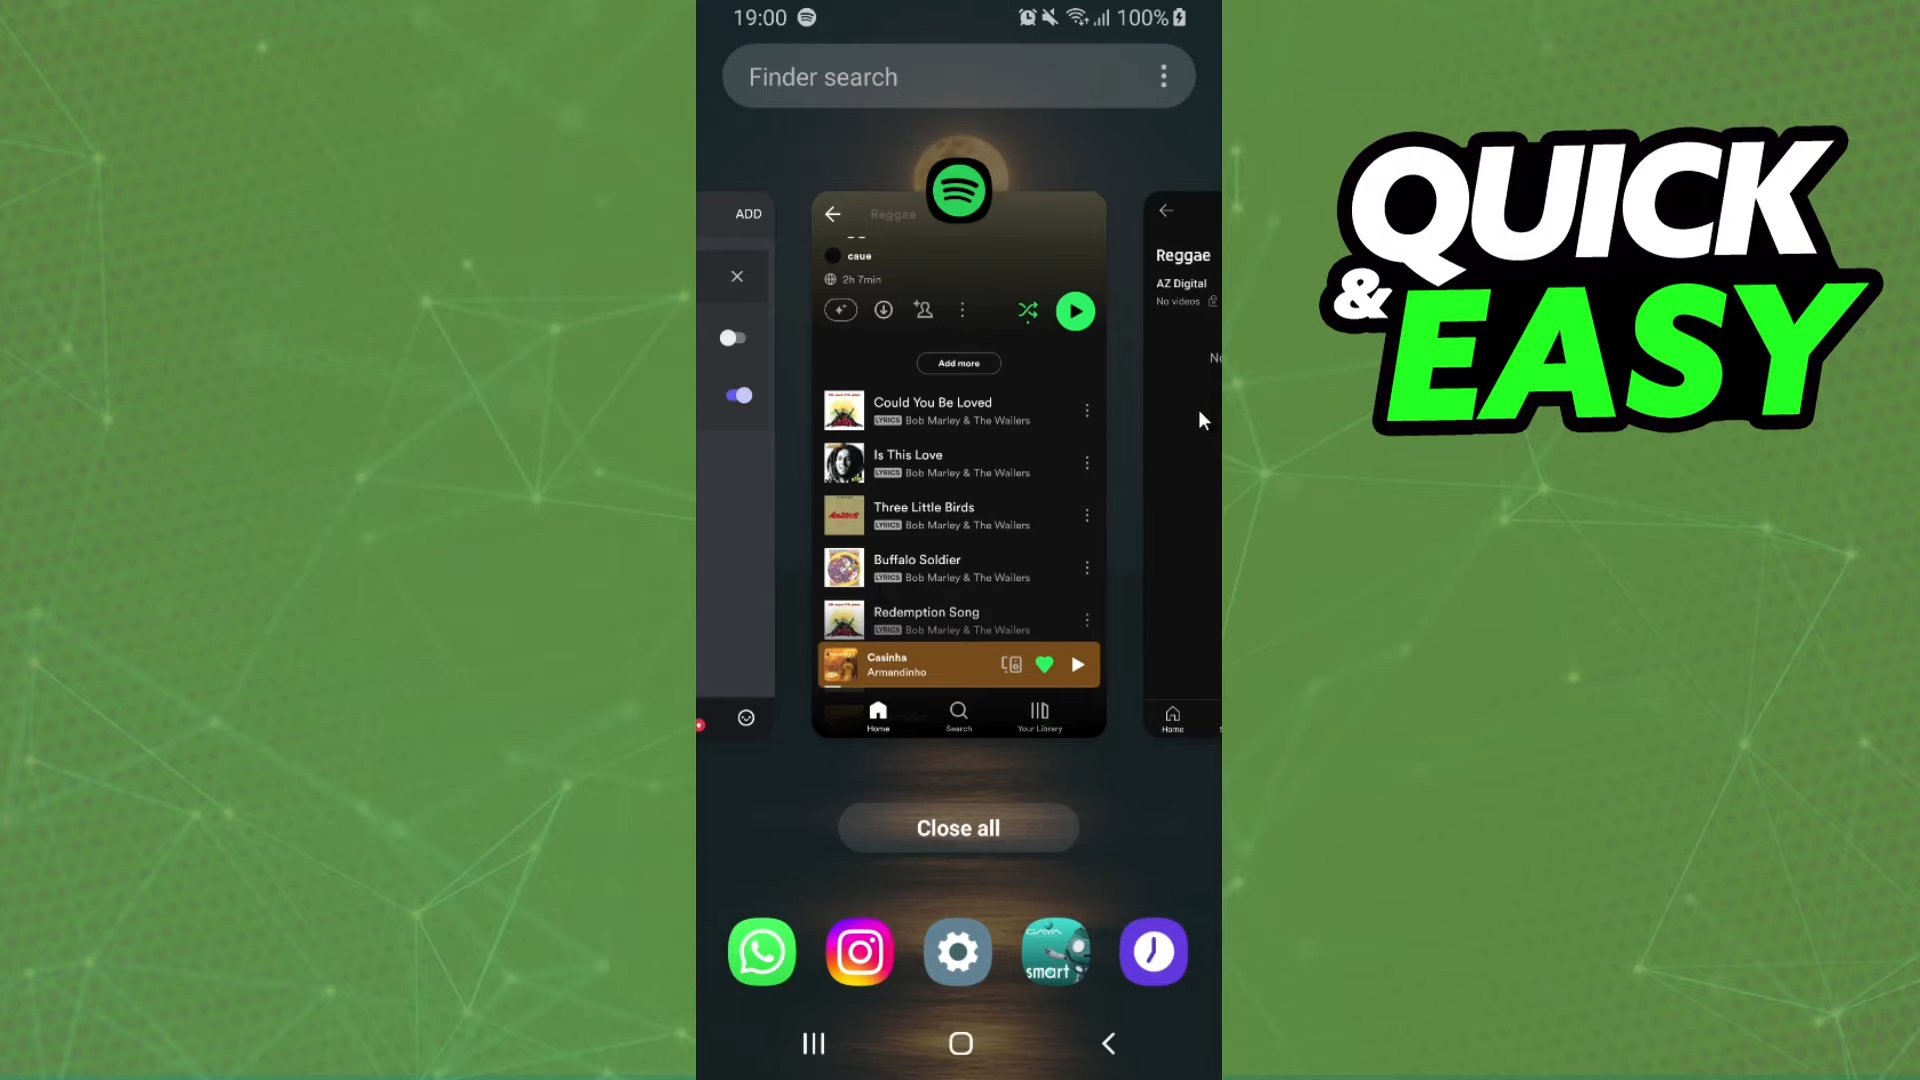 19:00
100%
Finder search
QUICK
& EASY
ADD
Reggae
caue
2h 7min
Add more
Could You Be Loved
LYRICS Bob Marley & The Wailers
Is This Love
LYRICS Bob Marley & The Wailers
Three Little Birds
LYRICS Bob Marley & The Wailers
Buffalo Soldier
LYRICS Bob Marley & The Wailers
Redemption Song
LYRICS Bob Marley & The Wailers
Casinha
Armandinho
Home
Search
Your Library
Reggae
AZ Digital
No videos
Home
Close all
GAYA
smart